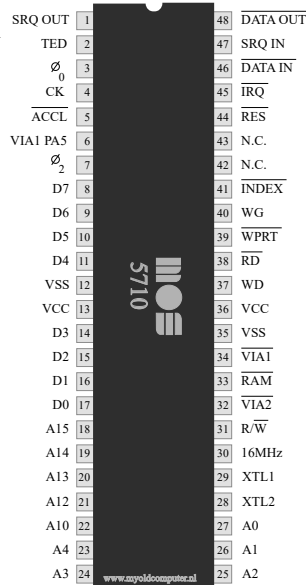 SRQ OUT 1 48 DATA OUT
TED 2 47 SRQ IN
Ø0 3 46 DATA IN
CK 4 45 IRQ
ACCL 5 44 RES
VIA1 PA5 6 43 N.C.
Ø2 7 42 N.C.
D7 8 41 INDEX
D6 9 40 WG
D5 10 39 WPRT
D4 11 38 RD
VSS 12 37 WD
VCC 13 36 VCC
D3 14 35 VSS
D2 15 34 VIA1
D1 16 33 RAM
D0 17 32 VIA2
A15 18 31 R/W
A14 19 30 16MHz
A13 20 29 XTL1
A12 21 28 XTL2
A10 22 27 A0
A4 23 26 A1
A3 24 25 A2
mos
5710
www.myoldcomputer.nl